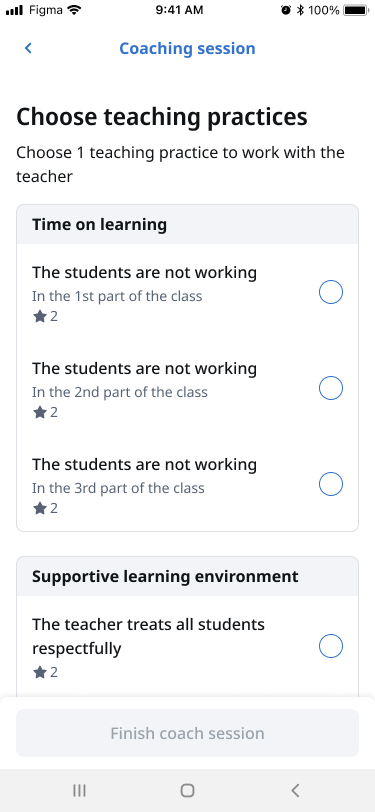 Figma 9:41 AM 100%
Coaching session
Choose teaching practices
Choose 1 teaching practice to work with the
teacher
Time on learning
The students are not working
In the 1st part of the class
2
The students are not working
In the 2nd part of the class
2
The students are not working
In the 3rd part of the class
2
Supportive learning environment
The teacher treats all students
respectfully
2
Finish coach session